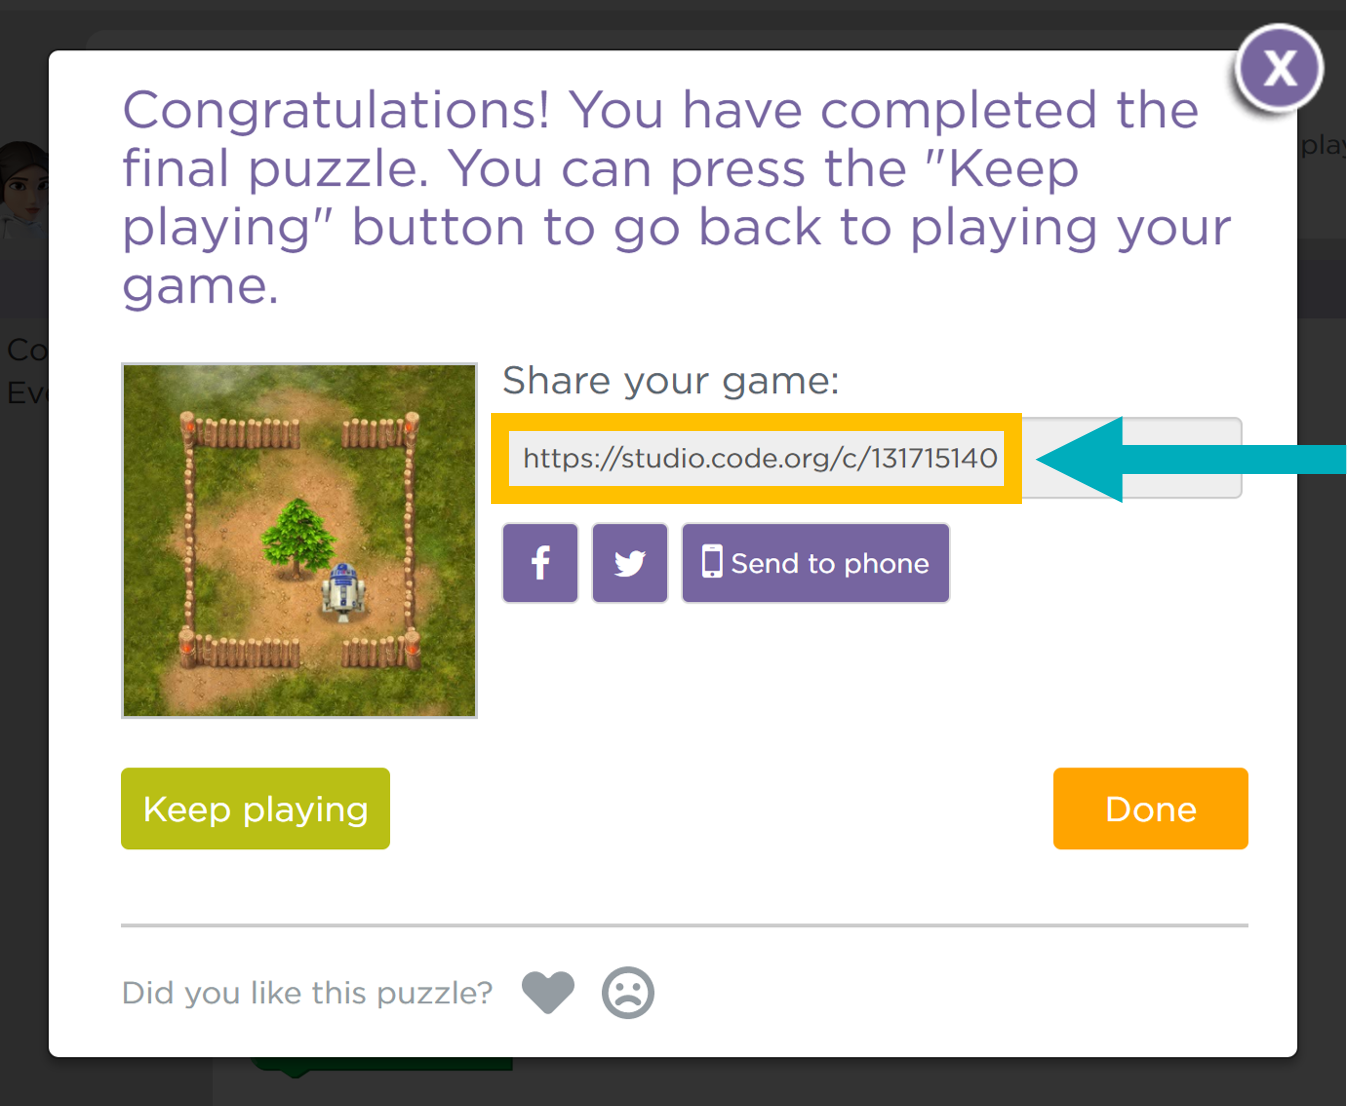 X
Congratulations! You have completed the
final puzzle. You can press the "Keep
playing" button to go back to playing your
game.
play
Co
Eve
Share your game:
https://studio.code.org/c/131715140
f
Send to phone
Keep playing
Done
Did you like this puzzle?